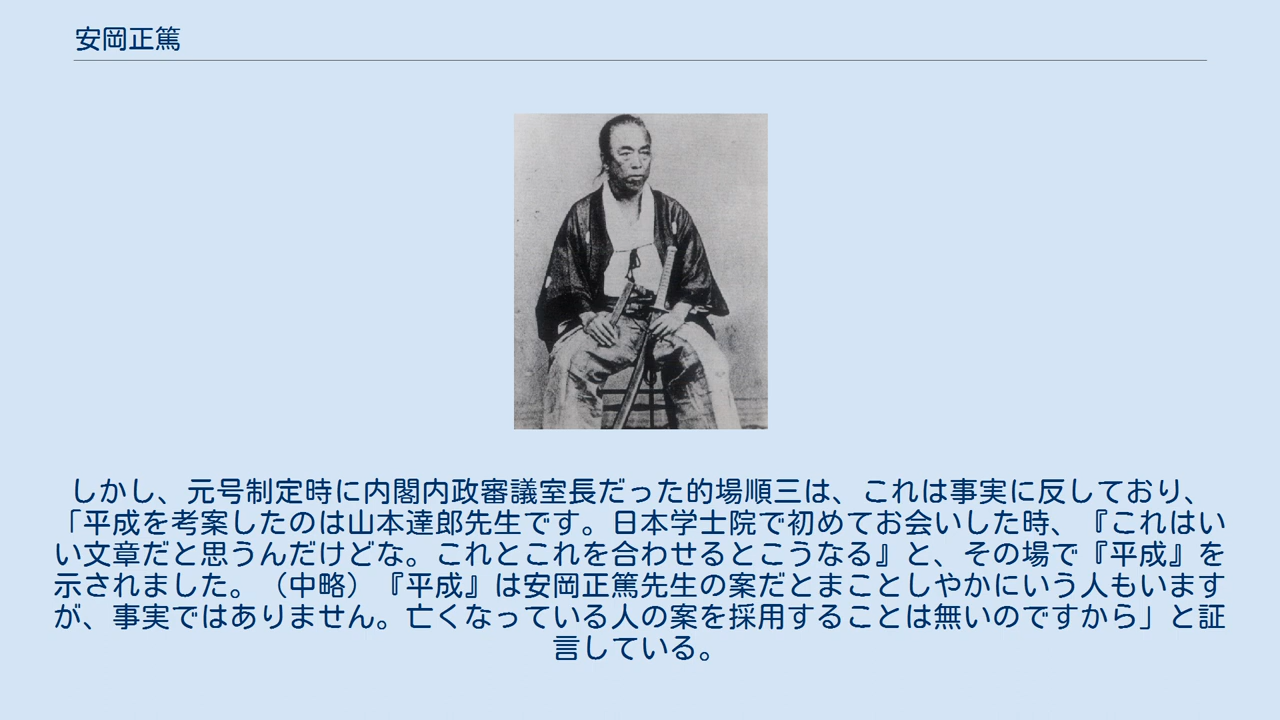 安岡正篤
しかし、元号制定時に内閣内政審議室長だった的場順三は、これは事実に反しており、
「平成を考案したのは山本達郎先生です。日本学士院で初めてお会いした時、『これはい
い文章だと思うんだけどな。これとこれを合わせるとこうなる』と、その場で『平成』を
示されました。（中略）『平成』は安岡正篤先生の案だとまことしやかにいう人もいます
が、事実ではありません。亡くなっている人の案を採用することは無いのですから」と証
言している。